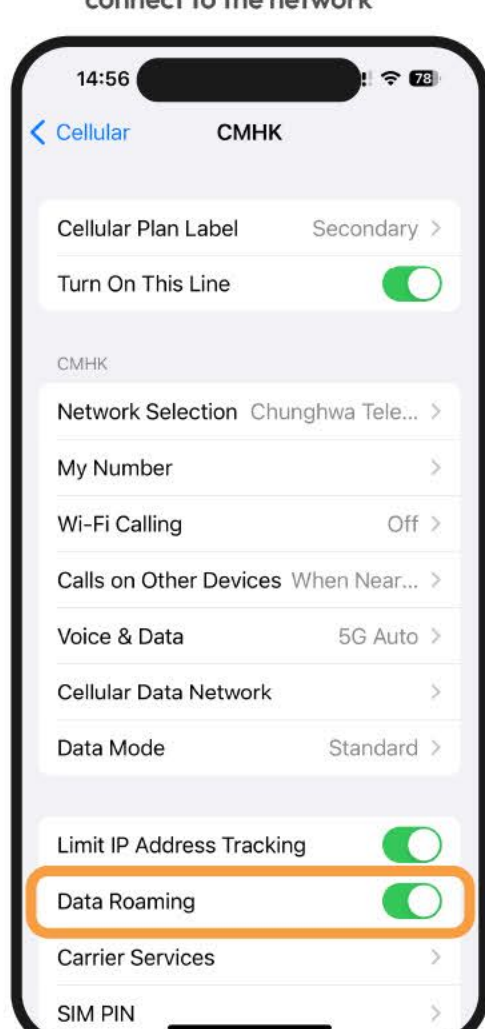 connect to the network
14:56 78
Cellular CMHK
Cellular Plan Label Secondary
Turn On This Line
CMHK
Network Selection Chunghwa Tele...
My Number
Wi-Fi Calling Off
Calls on Other Devices When Near...
Voice & Data 5G Auto
Cellular Data Network
Data Mode Standard
Limit IP Address Tracking
Data Roaming
Carrier Services
SIM PIN